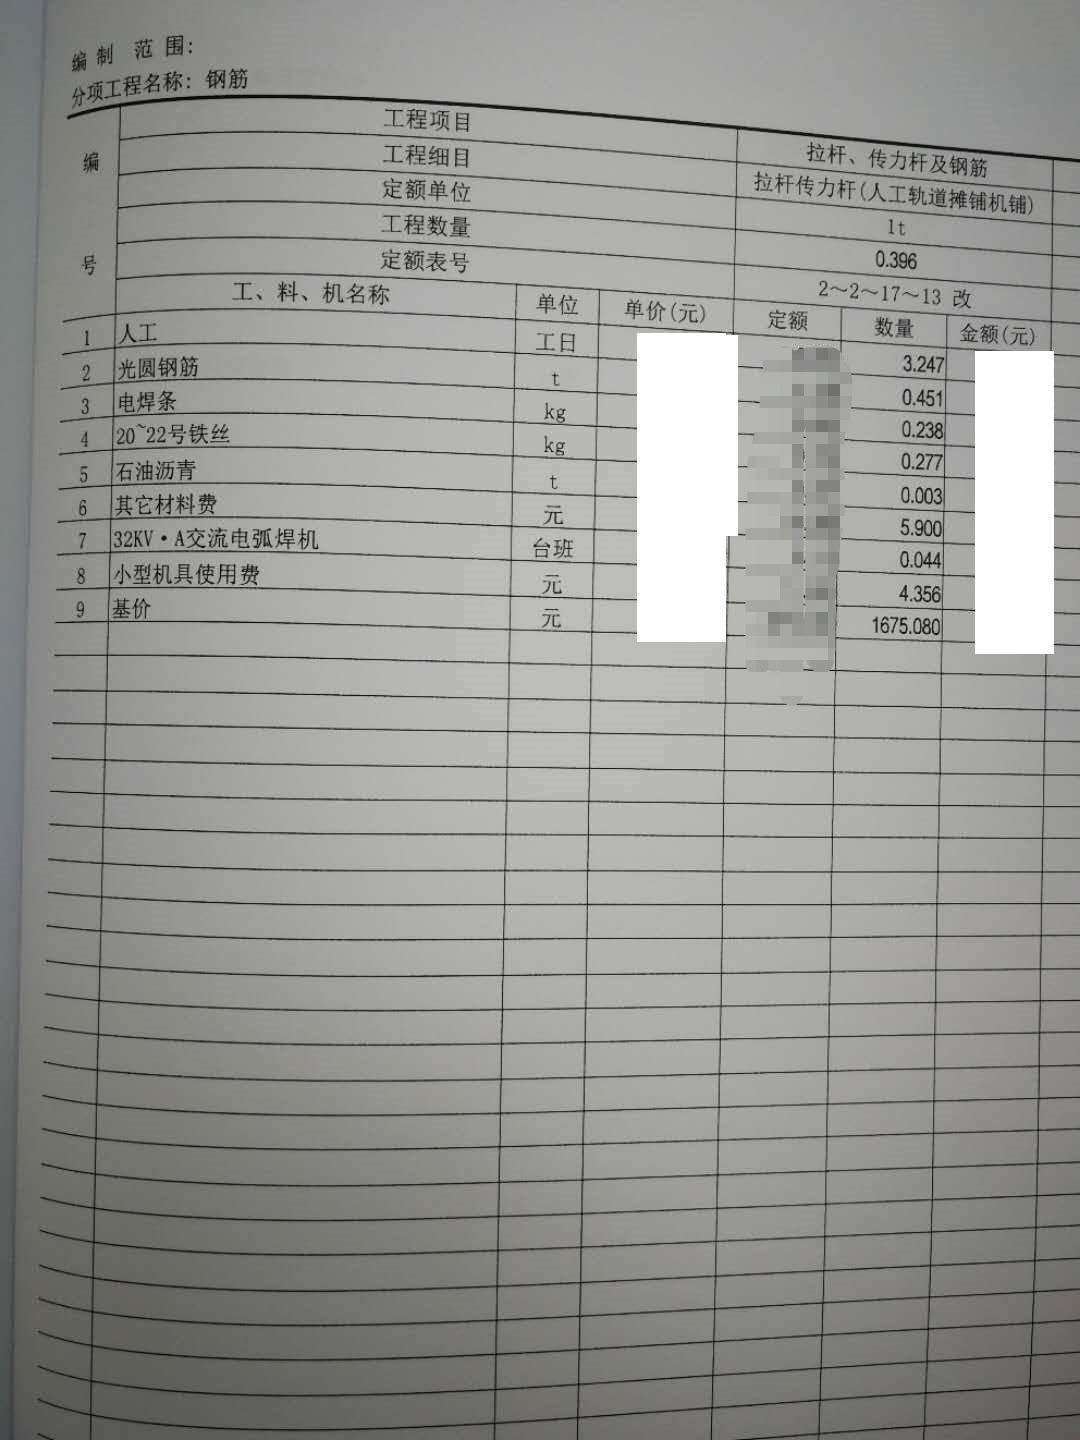 编 制 范 围:
分项工程名称: 钢筋
编号
工程项目 拉杆、传力杆及钢筋
工程细目 拉杆传力杆(人工轨道摊铺机铺)
定额单位 1t
工程数量 0.396
定额表号 2～2～17～13 改
工、料、机名称 单位 单价(元) 定额 数量 金额(元)
1 人工 工日 3.247
2 光圆钢筋 t 0.451
3 电焊条 kg 0.238
4 20~22号铁丝 kg 0.277
5 石油沥青 t 0.003
6 其它材料费 元 5.900
7 32KV·A交流电弧焊机 台班 0.044
8 小型机具使用费 元 4.356
9 基价 元 1675.080